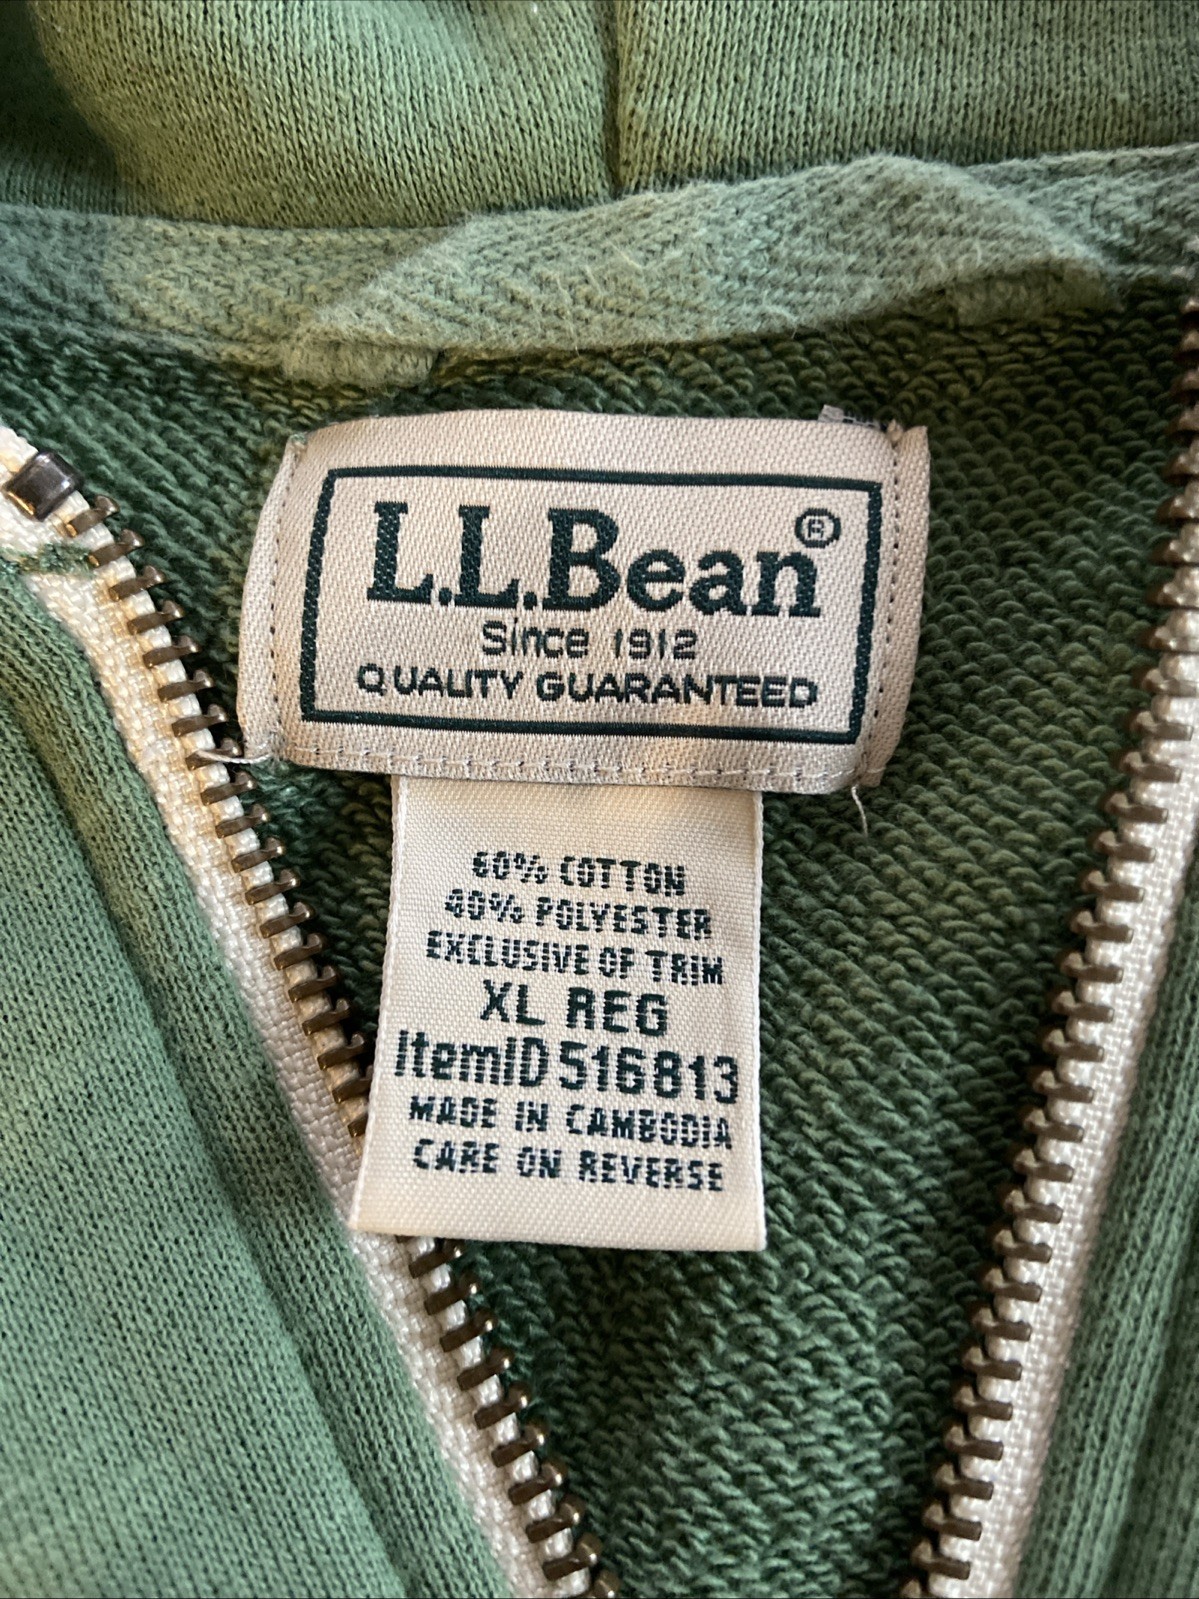 L.L.Bean®
Since 1912
QUALITY GUARANTEED
60% COTTON
40% POLYESTER
EXCLUSIVE OF TRIM
XL REG
ItemID 516813
MADE IN CAMBODIA
CARE ON REVERSE